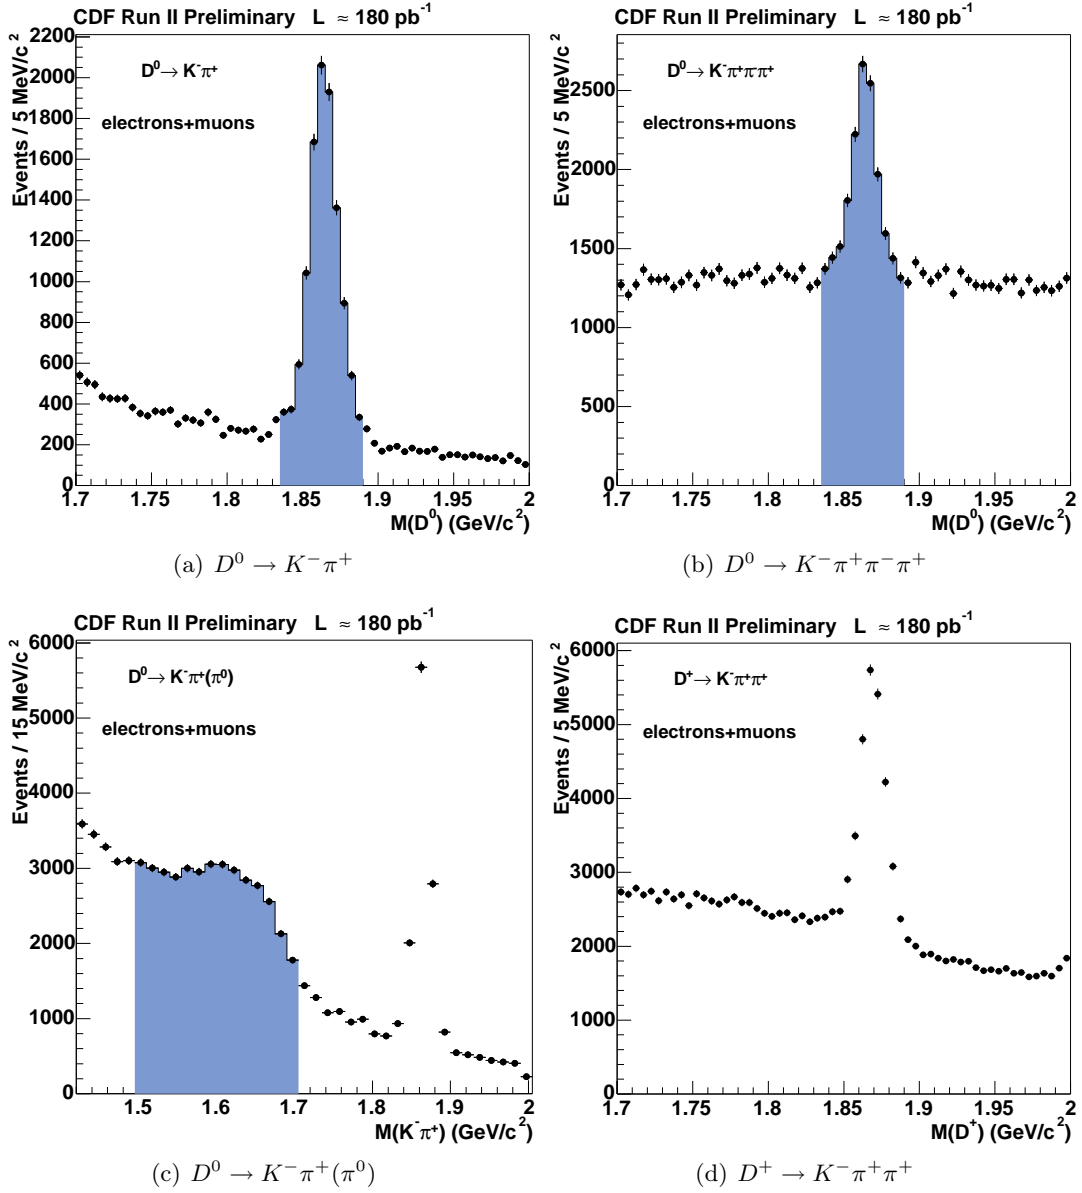 CDF Run II Preliminary L ≈ 180 pb⁻¹
Events / 5 MeV/c²
D⁰→ K⁻π⁺
electrons+muons
2200
2000
1800
1600
1400
1200
1000
800
600
400
200
0
1.7 1.75 1.8 1.85 1.9 1.95 2
M(D⁰) (GeV/c²)
(a) D⁰ → K⁻π⁺
CDF Run II Preliminary L ≈ 180 pb⁻¹
Events / 5 MeV/c²
D⁰→ K⁻π⁺π⁻π⁺
electrons+muons
2500
2000
1500
1000
500
0
1.7 1.75 1.8 1.85 1.9 1.95 2
M(D⁰) (GeV/c²)
(b) D⁰ → K⁻π⁺π⁻π⁺
CDF Run II Preliminary L ≈ 180 pb⁻¹
Events / 15 MeV/c²
D⁰→ K⁻π⁺(π⁰)
electrons+muons
6000
5000
4000
3000
2000
1000
0
1.5 1.6 1.7 1.8 1.9 2
M(K⁻π⁺) (GeV/c²)
(c) D⁰ → K⁻π⁺(π⁰)
CDF Run II Preliminary L ≈ 180 pb⁻¹
Events / 5 MeV/c²
D⁺→ K⁻π⁺π⁺
electrons+muons
6000
5000
4000
3000
2000
1000
0
1.7 1.75 1.8 1.85 1.9 1.95 2
M(D⁺) (GeV/c²)
(d) D⁺ → K⁻π⁺π⁺